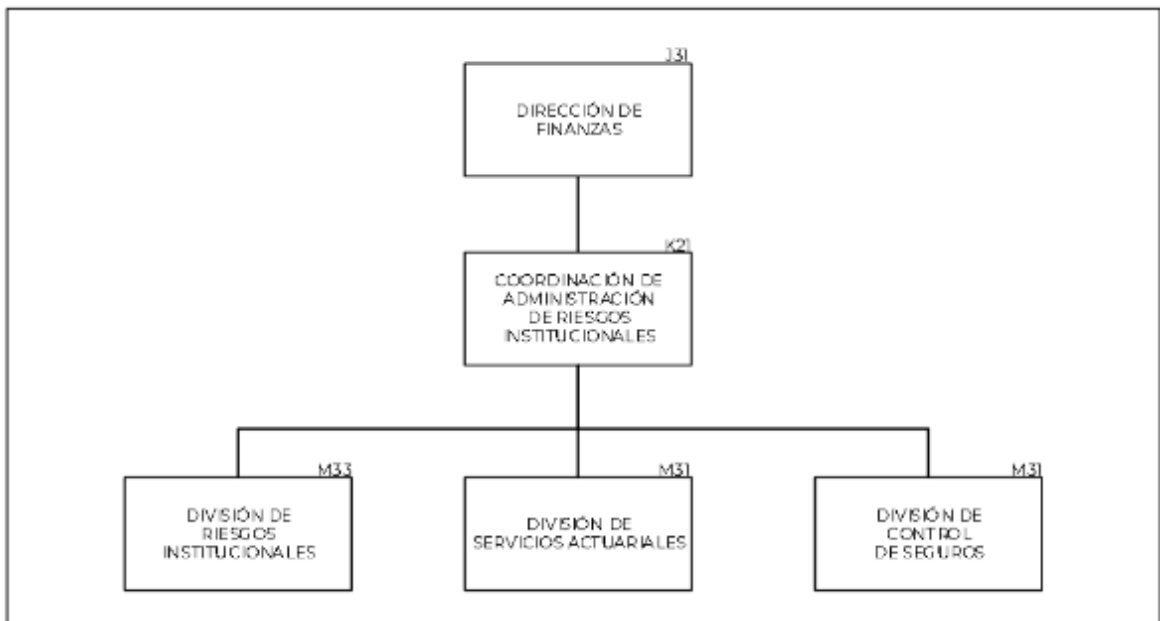 J31
DIRECCIÓN DE
FINANZAS
K21
COORDINACIÓN DE
ADMINISTRACIÓN
DE RIESGOS
INSTITUCIONALES
M33
M31
M31
DIVISIÓN DE
RIESGOS
INSTITUCIONALES
DIVISIÓN DE
SERVICIOS ACTUARIALES
DIVISIÓN DE
CONTROL
DE SEGUROS